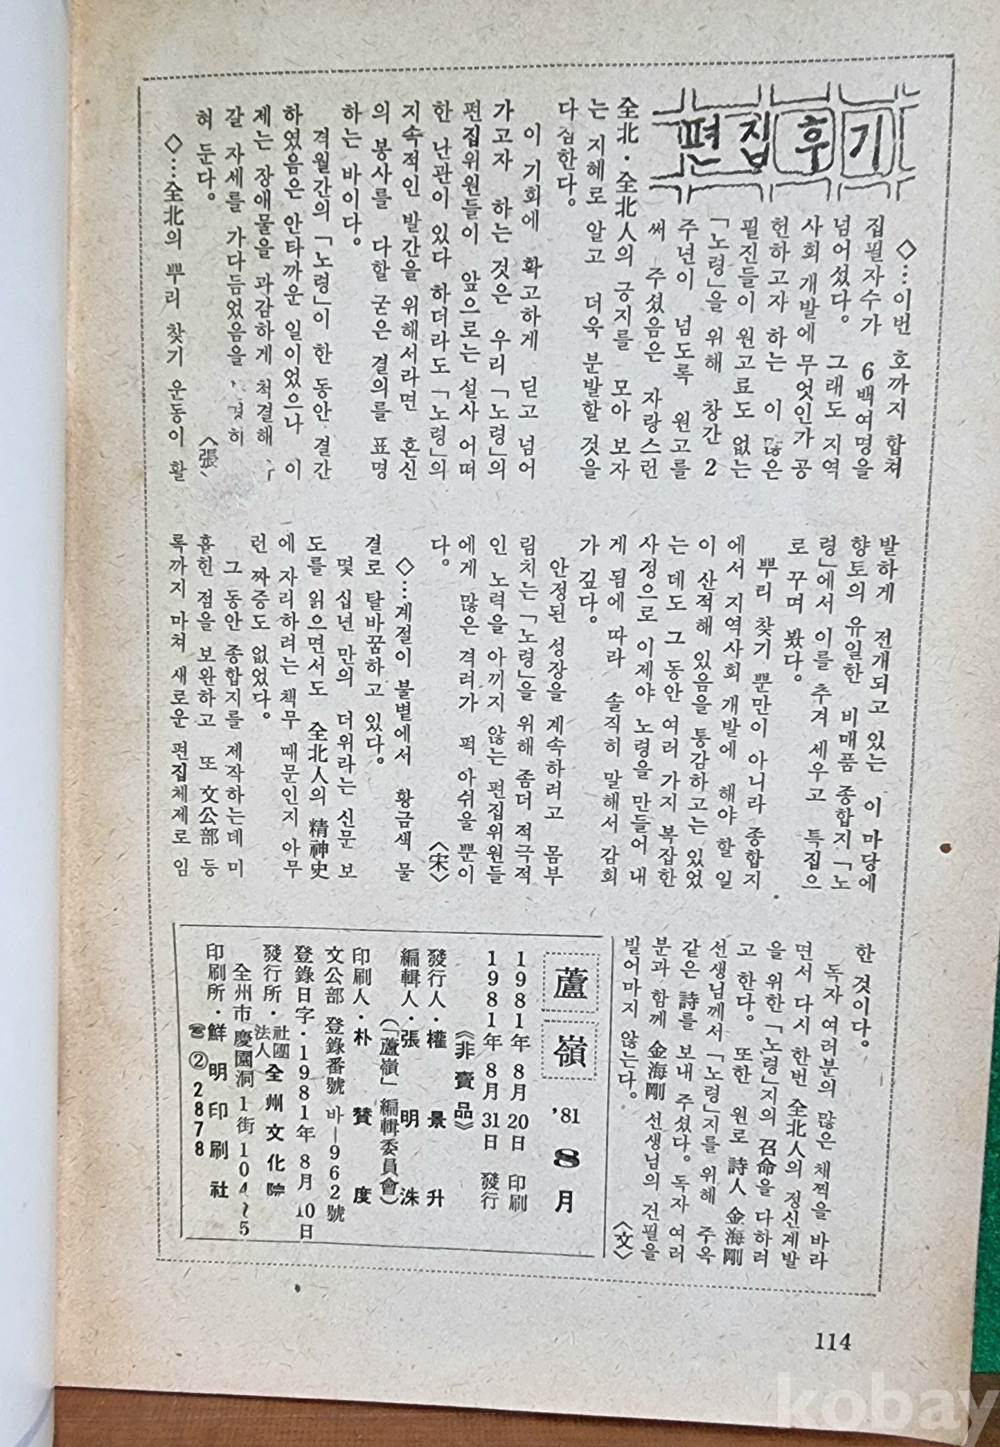 편집후기
◇…이번 호까지 합쳐
집필자수가 6백여명을
넘어섰다. 그래도 지역
사회 개발에 무엇인가 공
헌하고자 하는 이 많은
필진들이 원고료도 없는
「노령」을 위해 창간 2
주년이 넘도록 원고를
써 주셨음은 자랑스런
全北·全北人의 긍지를 모아 보자
는 지혜로 알고 더욱 분발할 것을
다짐한다.
이 기회에 확고하게 딛고 넘어
가고자 하는 것은 우리 「노령」의
편집위원들이 앞으로는 설사 어떠
한 난관이 있다 하더라도 「노령」의
지속적인 발간을 위해서라면 혼신
의 봉사를 다할 굳은 결의를 표명
하는 바이다.
격월간의 「노령」이 한 동안 결간
하였음은 안타까운 일이었으나 이
제는 장애물을 과감하게 척결해
갈 자세를 가다듬었음을
혀 둔다.
〈張〉
◇…全北의 뿌리 찾기 운동이 활
발하게 전개되고 있는 이 마당에
향토의 유일한 비매품 종합지 「노
령」에서 이를 추겨 세우고 특집으
로 꾸며 봤다.
뿌리 찾기 뿐만이 아니라 종합지
에서 지역사회 개발에 해야 할 일
이 산적해 있음을 통감하고는 있었
는 데도 그 동안 여러 가지 복잡한
사정으로 이제야 노령을 만들어 내
게 됨에 따라 솔직히 말해서 감회
가 깊다.
안정된 성장을 계속하려고 몸부
림치는 「노령」을 위해 좀더 적극적
인 노력을 아끼지 않는 편집위원들
에게 많은 격려가 퍽 아쉬울 뿐이
다.
〈宋〉
◇…계절이 불볕에서 황금색 물
결로 탈바꿈하고 있다.
몇 십년 만의 더위라는 신문 보
도를 읽으면서도 全北人의 精神史
에 자리하려는 책무 때문인지 아무
런 짜증도 없었다.
그 동안 종합지를 제작하는데 미
흡힌 점을 보완하고 또 文公部 등
록까지 마쳐 새로운 편집체제로 임
한 것이다.
독자 여러분의 많은 채찍을 바라
면서 다시 한번 全北人의 정신계발
을 위한 「노령」지의 召命을 다하려
고 한다. 또한 원로 詩人 金海剛
선생님께서 「노령」지를 위해 주옥
같은 詩를 보내 주셨다. 독자 여러
분과 함께 金海剛 선생님의 건필을
빌어마지 않는다.
〈文〉
蘆嶺 '81 8月
1981年 8月 20日 印刷
1981年 8月 31日 發行
《非賣品》
發行人·權景升
編輯人·張明洙
(「蘆嶺」編輯委員會)
印刷人·朴贊度
文公部 登錄番號 바—962號
登錄日字·1981年 8月 10日
發行所·社團法人 全州文化院
全州市 慶園洞 1街 104~5
印刷所·鮮明印刷社
☎②2878
114
kobay